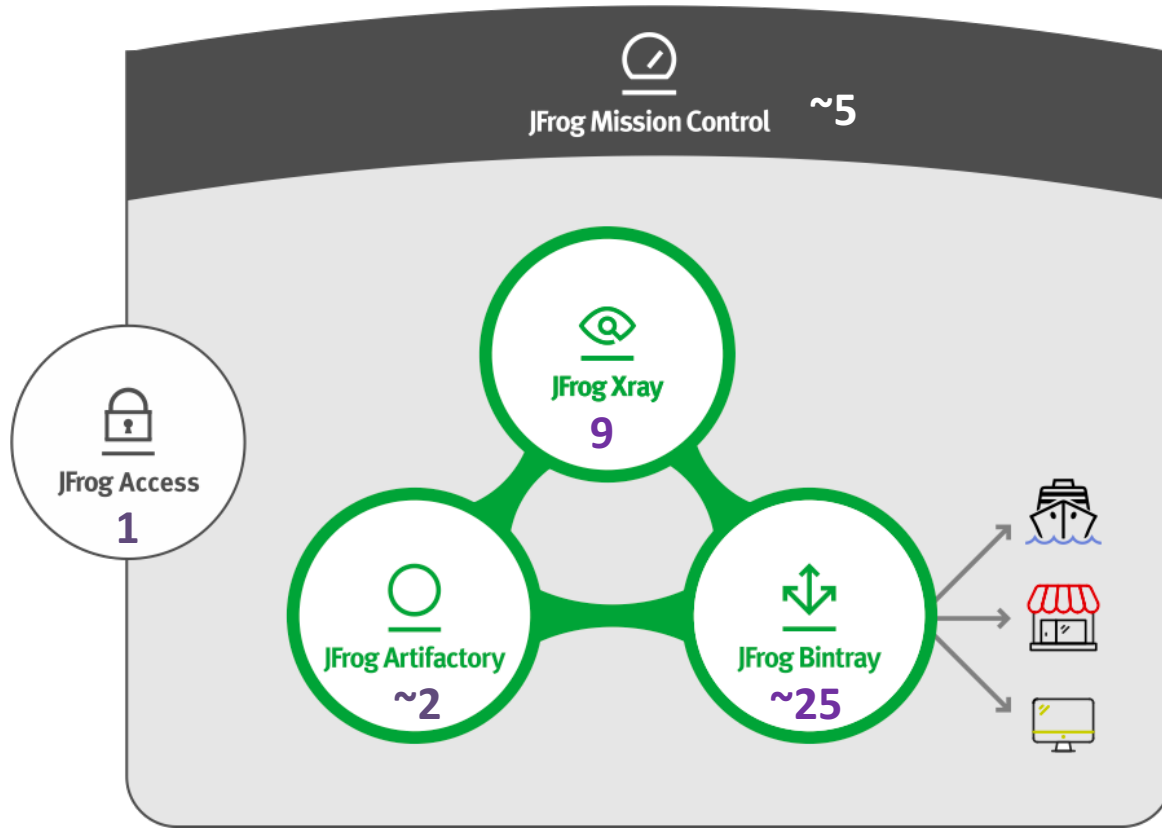 JFrog Mission Control ~5
JFrog Xray
9
JFrog Access
1
JFrog Artifactory
~2
JFrog Bintray
~25